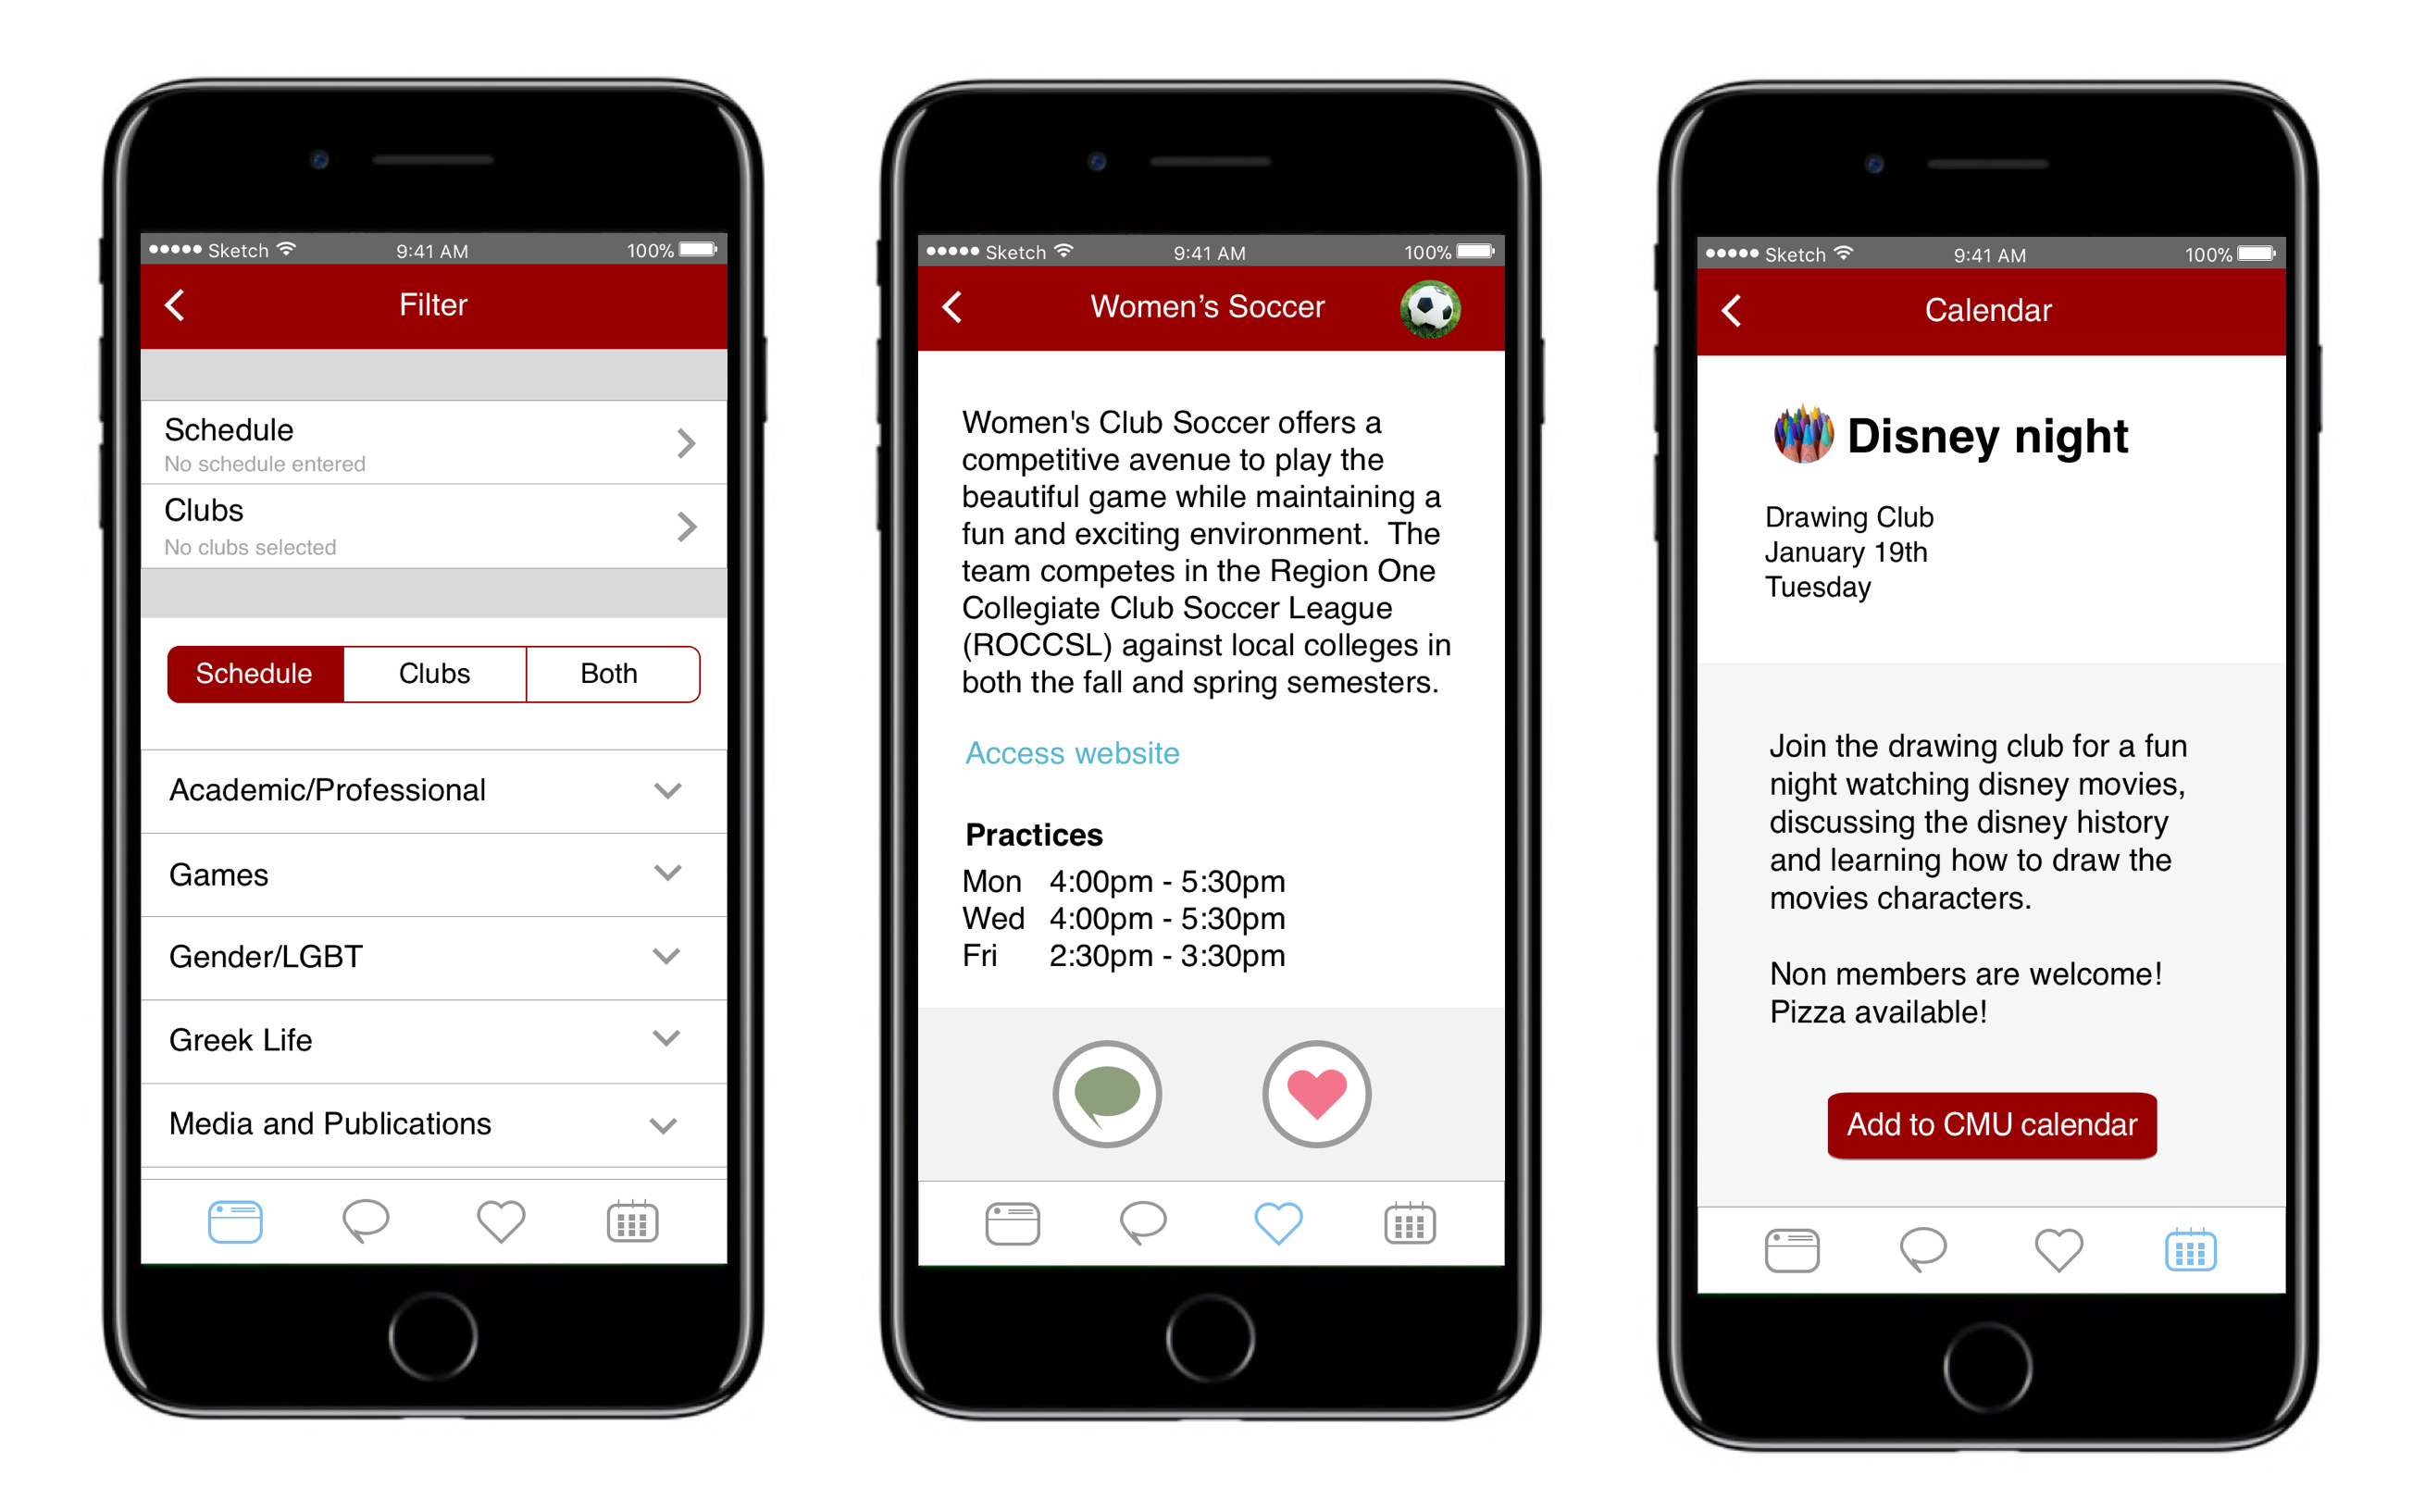 Sketch 9:41 AM 100%
Filter
Schedule
No schedule entered
Clubs
No clubs selected
Schedule Clubs Both
Academic/Professional
Games
Gender/LGBT
Greek Life
Media and Publications
Sketch 9:41 AM 100%
Women’s Soccer
Women's Club Soccer offers a
competitive avenue to play the
beautiful game while maintaining a
fun and exciting environment.  The
team competes in the Region One
Collegiate Club Soccer League
(ROCCSL) against local colleges in
both the fall and spring semesters.
Access website
Practices
Mon 4:00pm - 5:30pm
Wed 4:00pm - 5:30pm
Fri 2:30pm - 3:30pm
Sketch 9:41 AM 100%
Calendar
Disney night
Drawing Club
January 19th
Tuesday
Join the drawing club for a fun
night watching disney movies,
discussing the disney history
and learning how to draw the
movies characters.
Non members are welcome!
Pizza available!
Add to CMU calendar